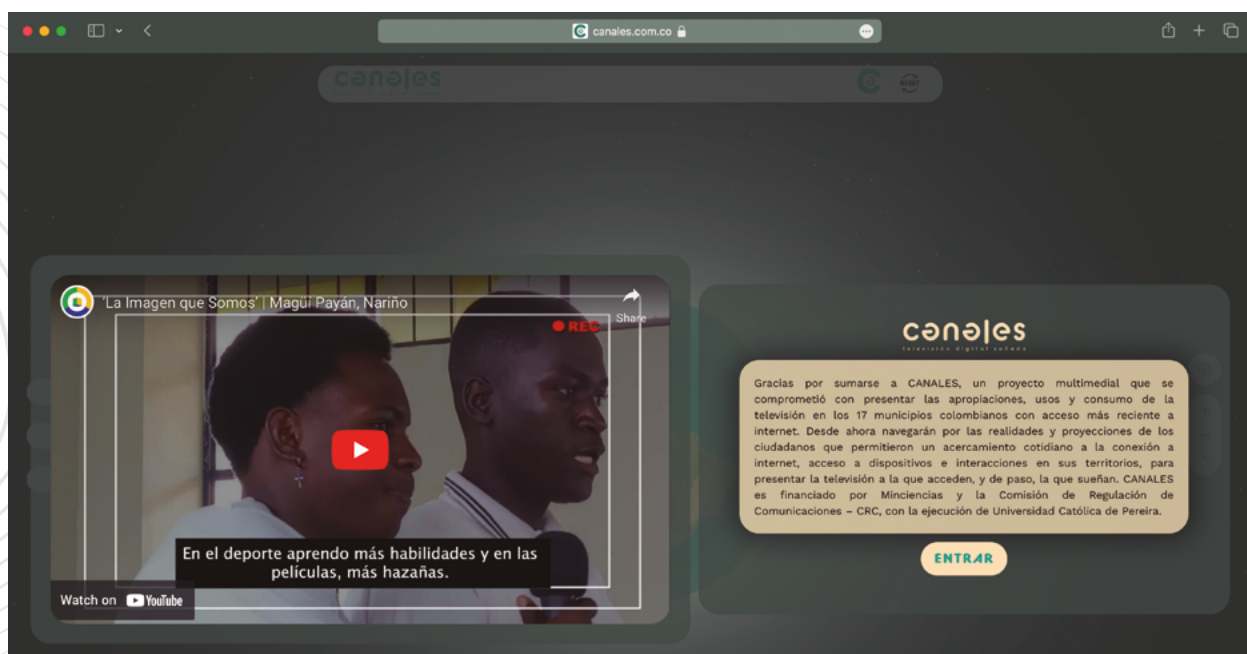 canales.com.co
canales
RESET
'La Imagen que Somos' | Magüí Payán, Nariño
Share
REC
En el deporte aprendo más habilidades y en las
películas, más hazañas.
Watch on YouTube
canales
televisión digital soñada
Gracias por sumarse a CANALES, un proyecto multimedial que se
comprometió con presentar las apropiaciones, usos y consumo de la
televisión en los 17 municipios colombianos con acceso más reciente a
internet. Desde ahora navegarán por las realidades y proyecciones de los
ciudadanos que permitieron un acercamiento cotidiano a la conexión a
internet, acceso a dispositivos e interacciones en sus territorios, para
presentar la televisión a la que acceden, y de paso, la que sueñan. CANALES
es financiado por Minciencias y la Comisión de Regulación de
Comunicaciones – CRC, con la ejecución de Universidad Católica de Pereira.
ENTRAR